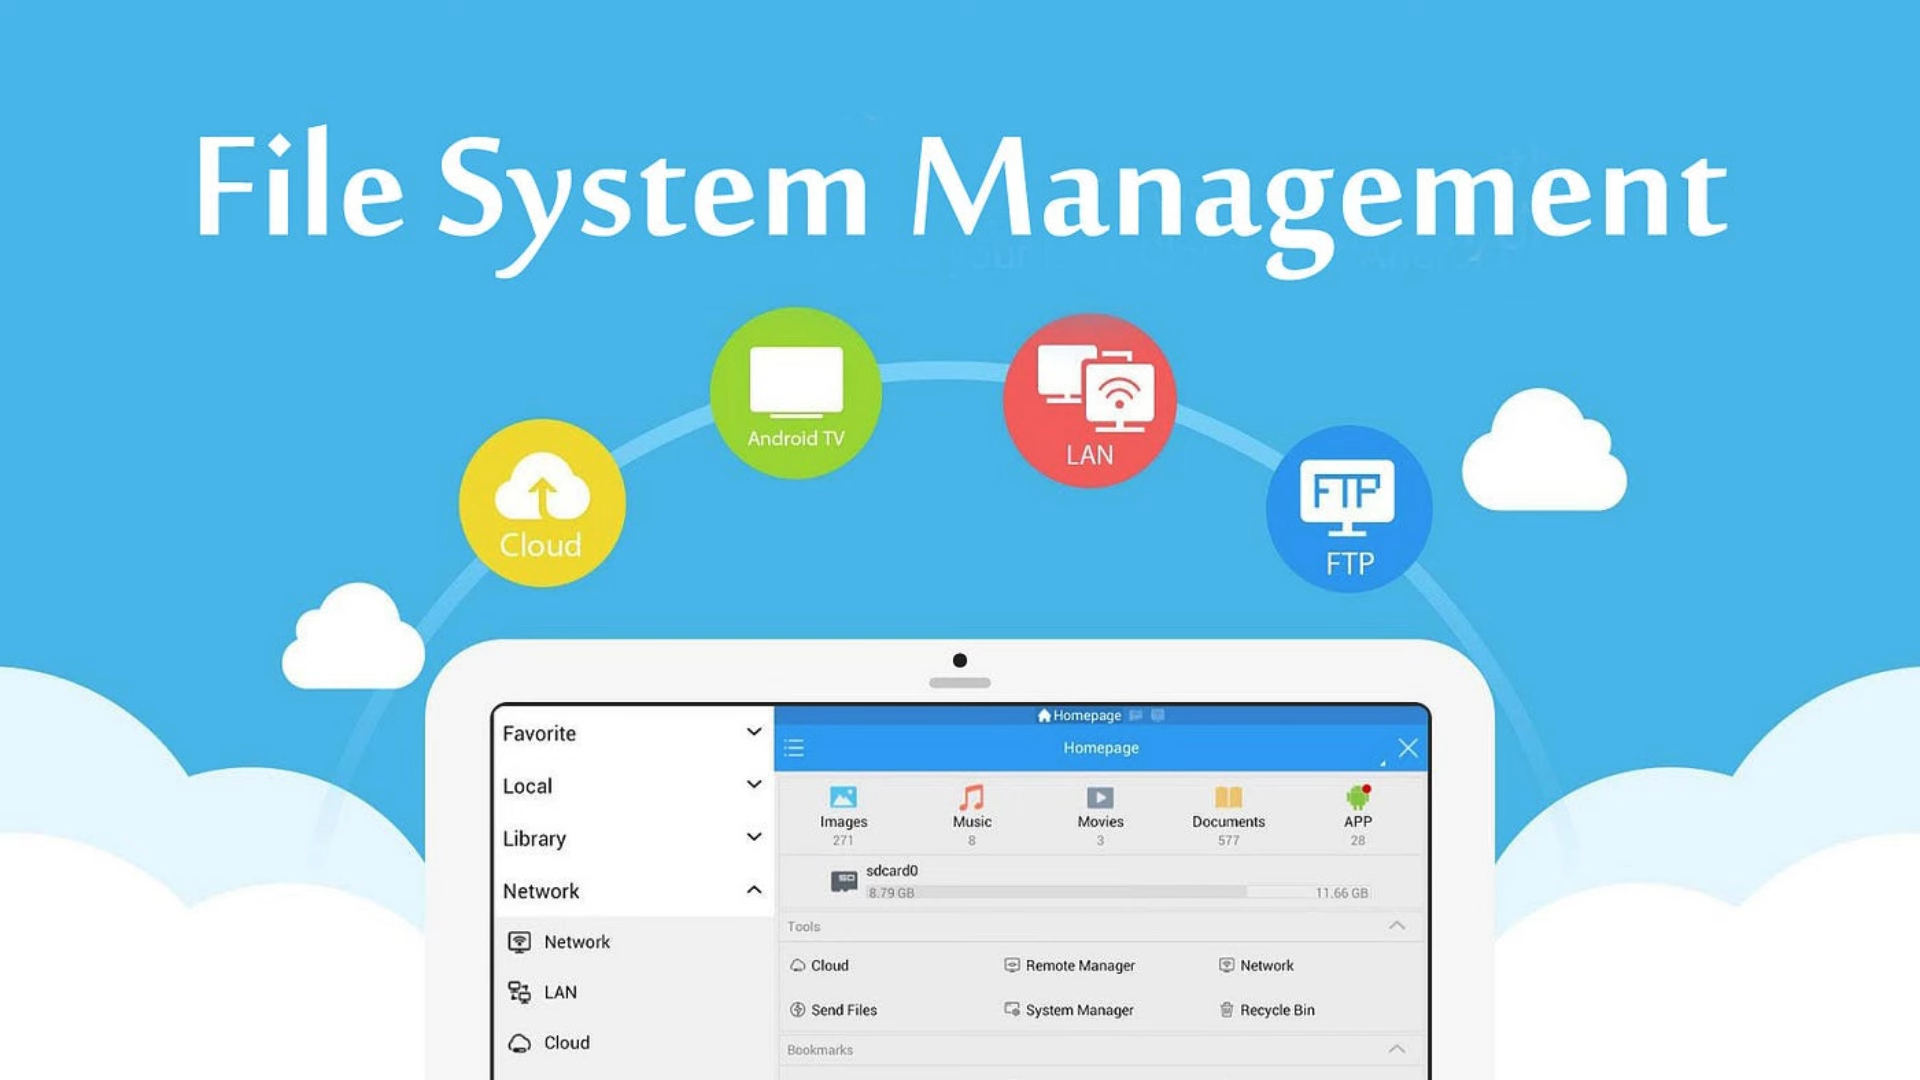 File System Management
Android TV
LAN
Cloud
FTP
FTP
Favorite
Local
Library
Network
Network
LAN
Cloud
Homepage
Homepage
Images
271
Music
8
Movies
3
Documents
577
APP
28
SD
sdcard0
8.79 GB
11.66 GB
Tools
Cloud
Remote Manager
Network
Send Files
System Manager
Recycle Bin
Bookmarks